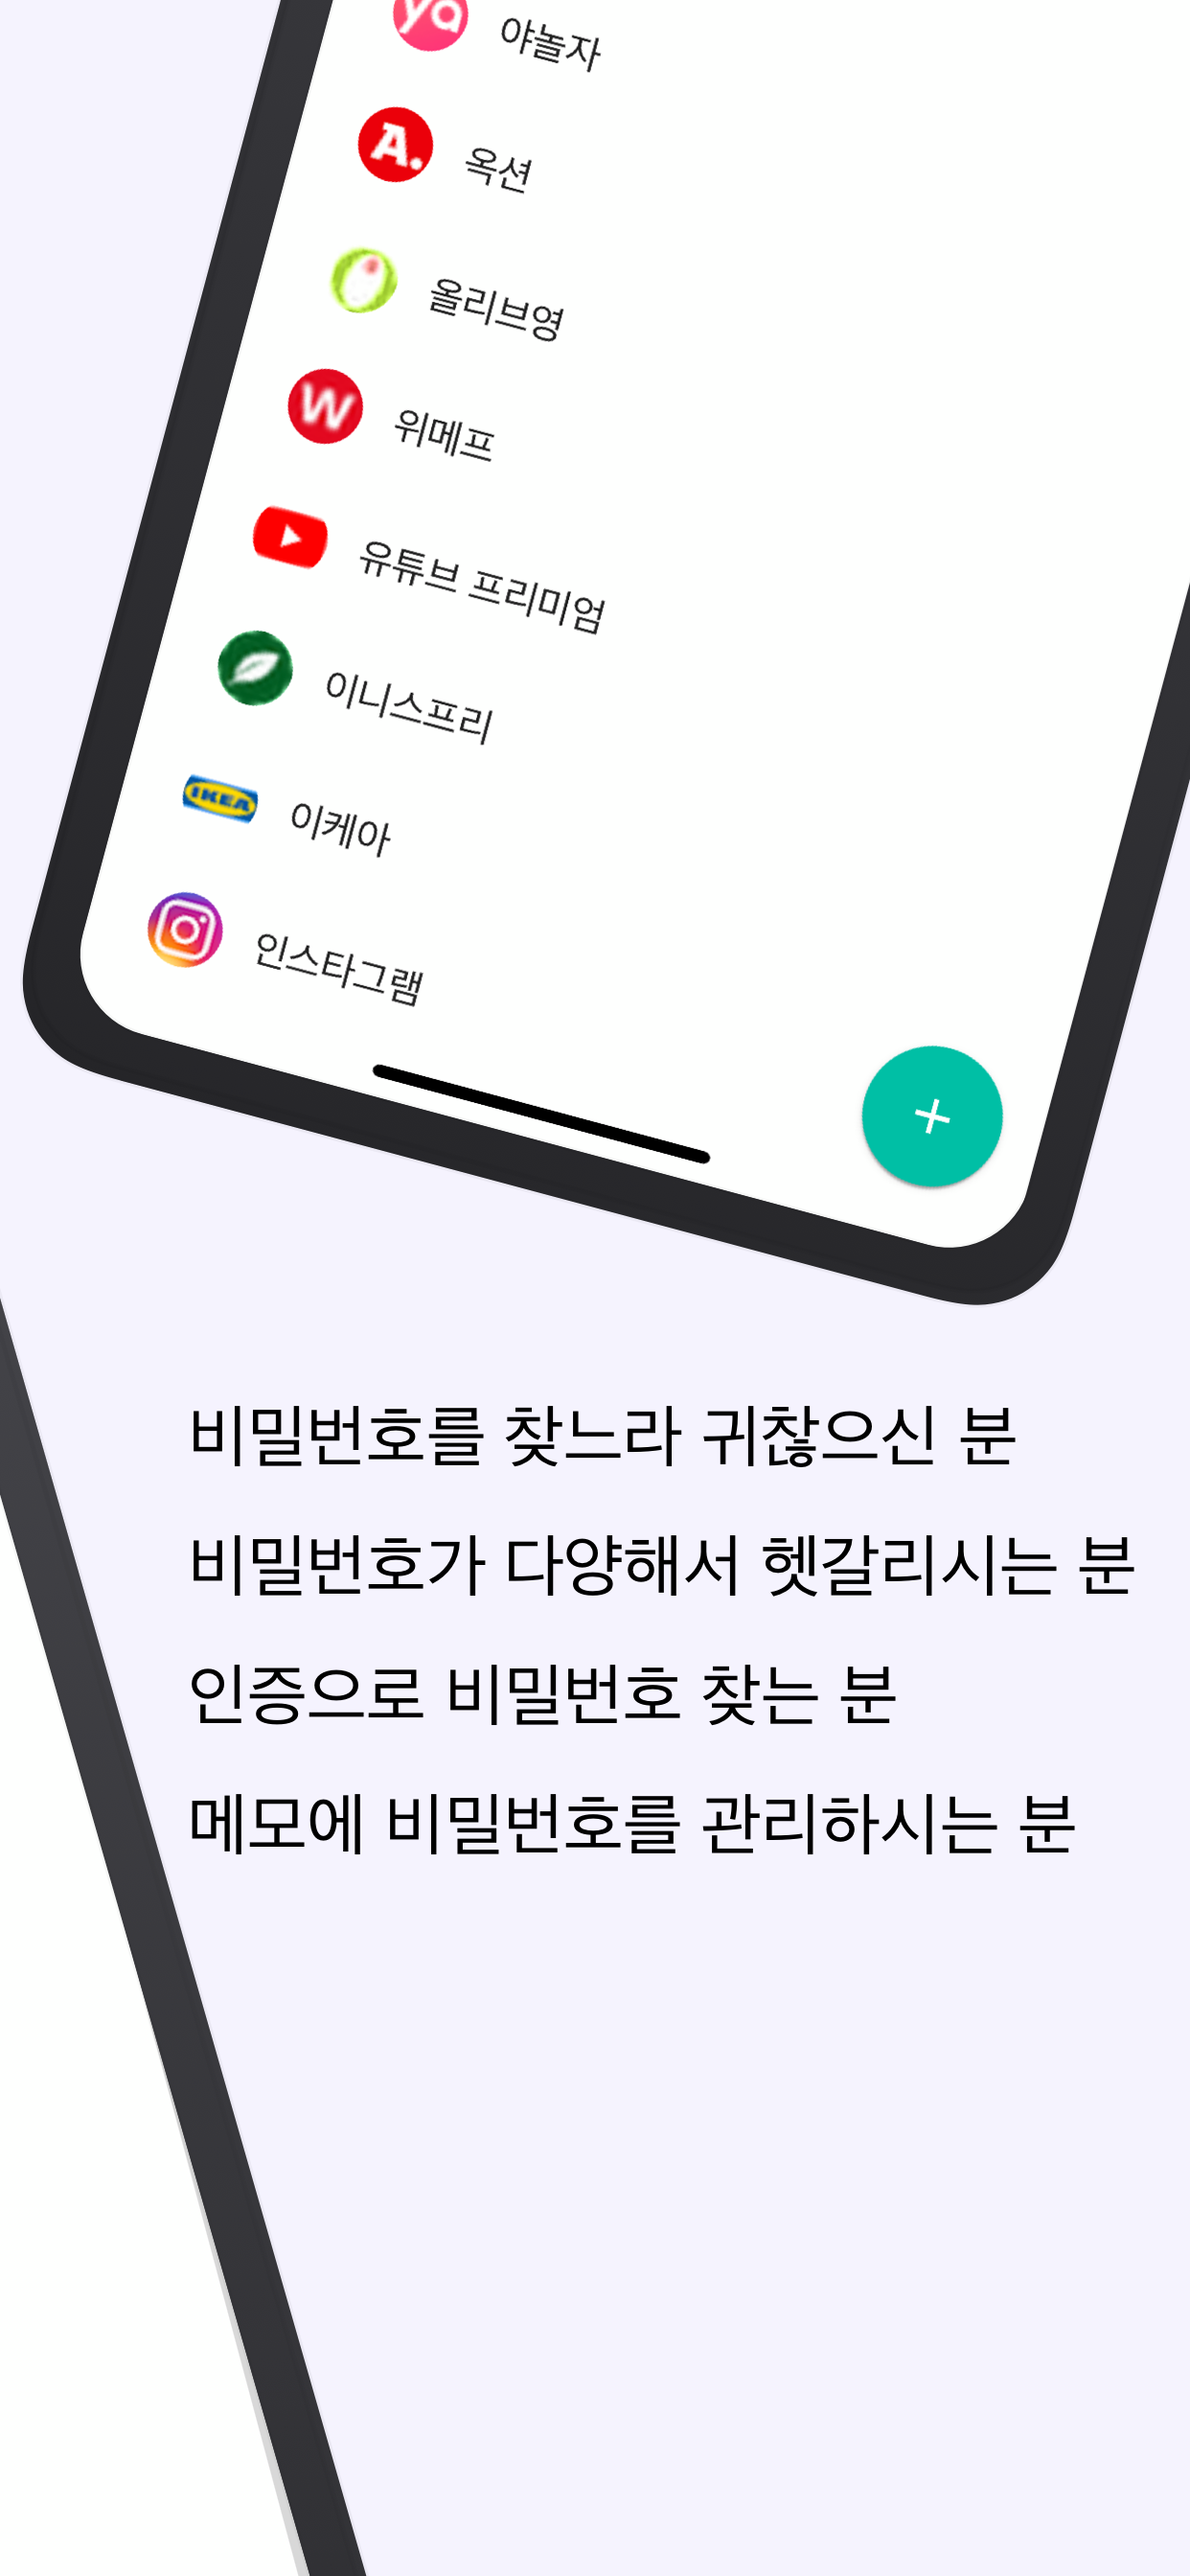 ya
야놀자
A.
옥션
올리브영
W
위메프
유튜브 프리미엄
이니스프리
IKEA
이케아
인스타그램
+
비밀번호를 찾느라 귀찮으신 분
비밀번호가 다양해서 헷갈리시는 분
인증으로 비밀번호 찾는 분
메모에 비밀번호를 관리하시는 분